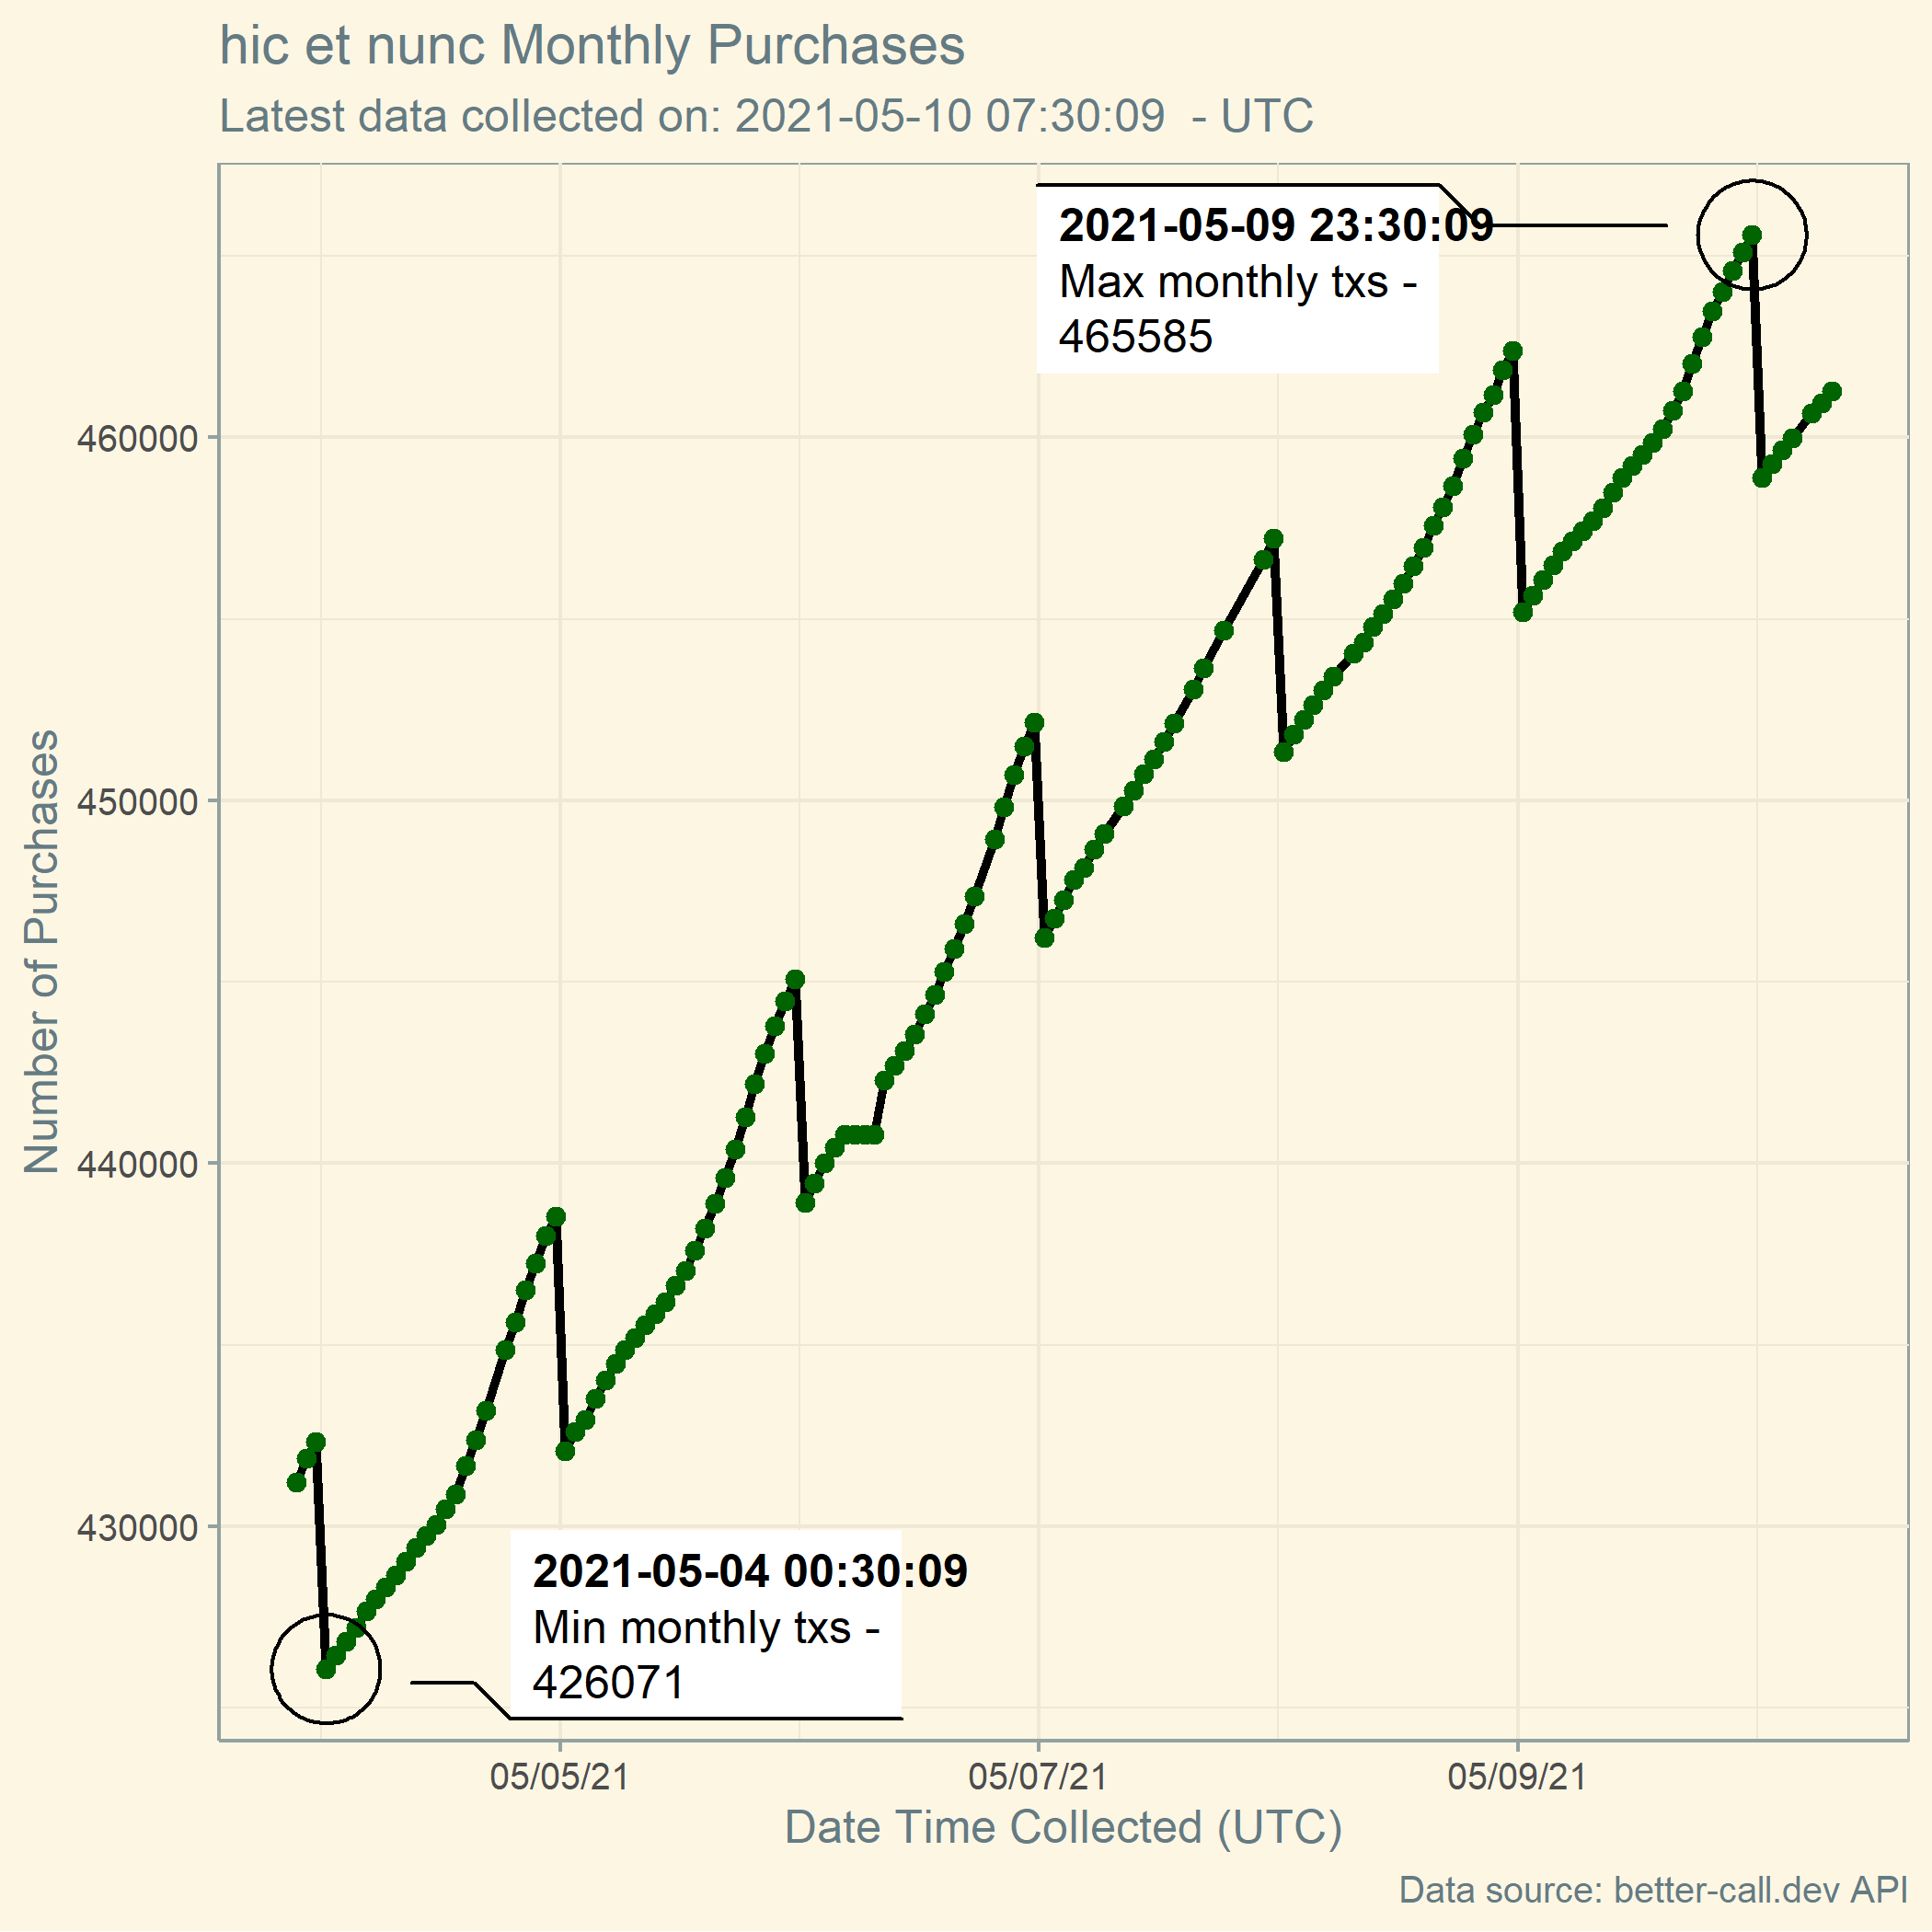 hic et nunc Monthly Purchases
Latest data collected on: 2021-05-10 07:30:09  - UTC
2021-05-09 23:30:09
Max monthly txs -
465585
460000
450000
440000
430000
Number of Purchases
2021-05-04 00:30:09
Min monthly txs -
426071
05/05/21
05/07/21
05/09/21
Date Time Collected (UTC)
Data source: better-call.dev API